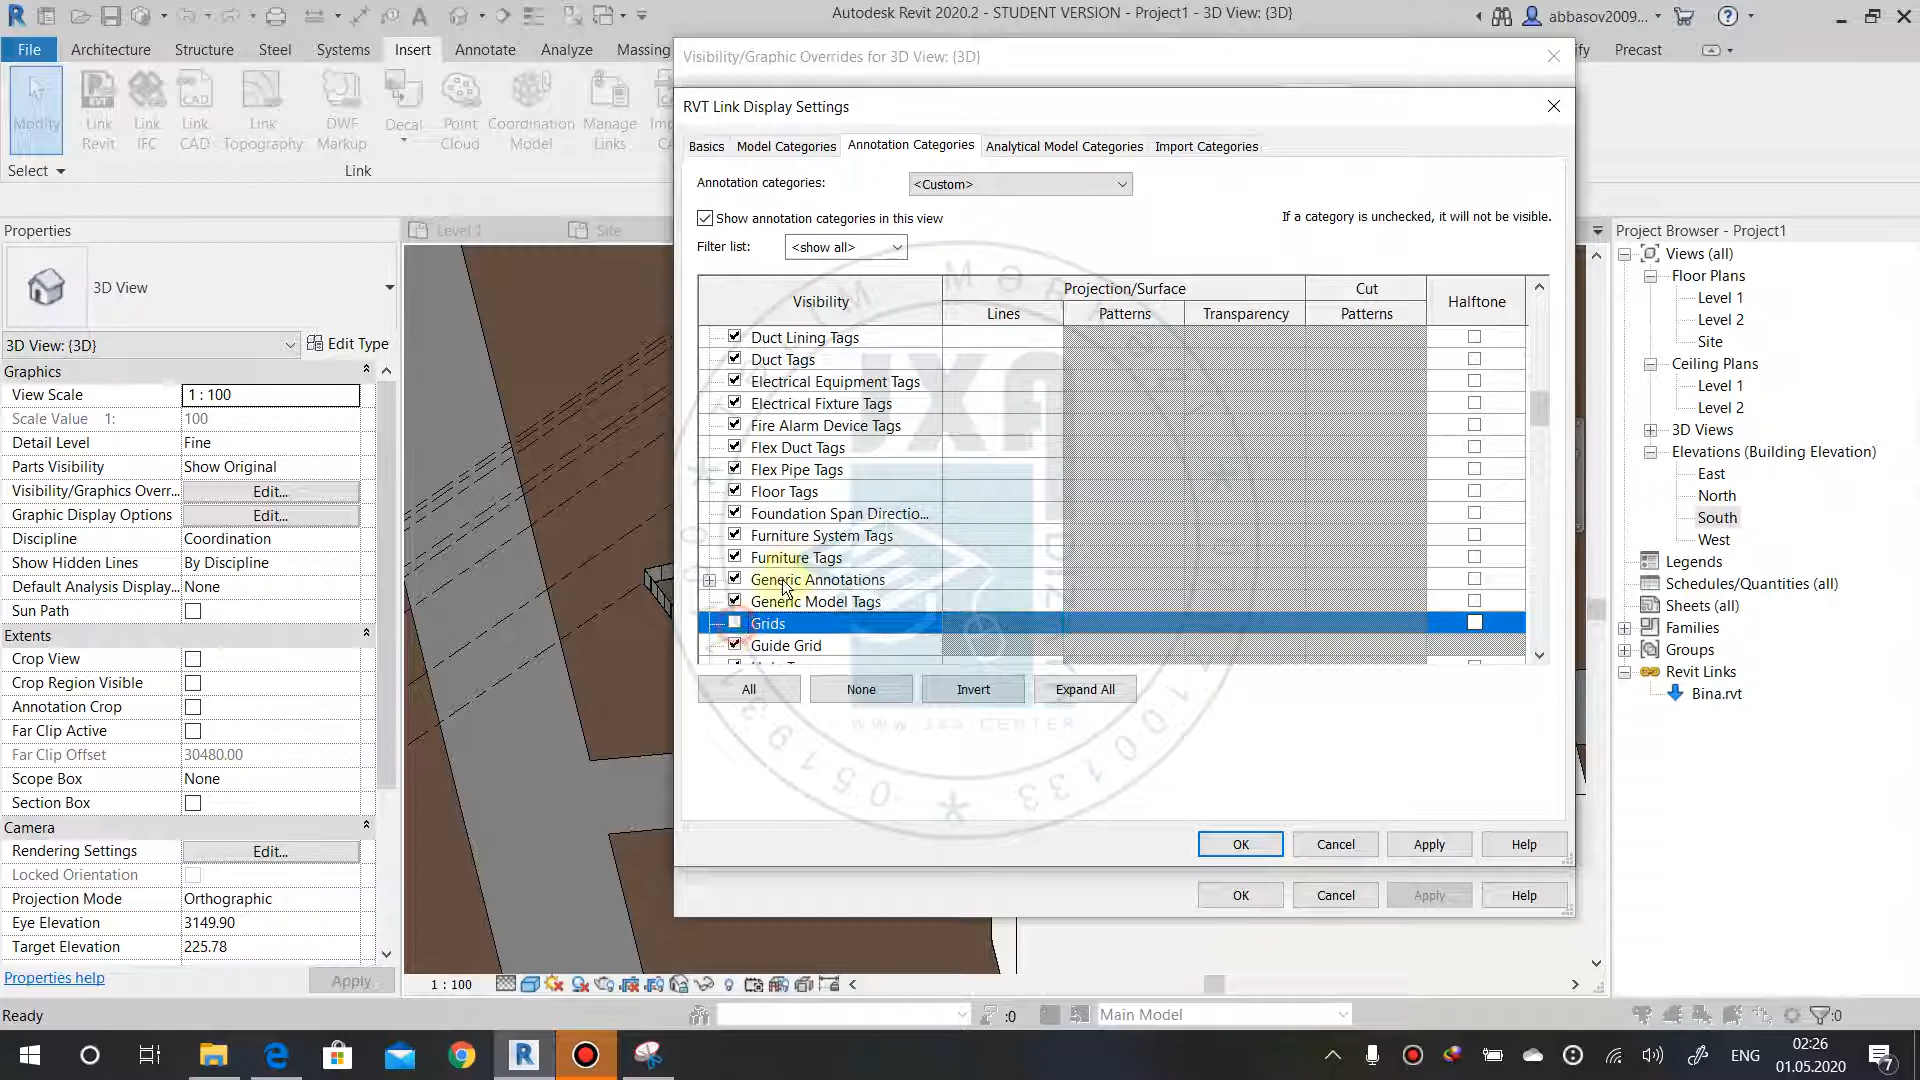 Autodesk Revit 2020.2 - STUDENT VERSION - Project1 - 3D View: {3D}
abbasov2009...
File Architecture Structure Steel Systems Insert Annotate Analyze Massing
Precast
Modify
Link Revit
Link IFC
Link CAD
Link Topography
DWF Markup
Decal
Point Cloud
Coordination Model
Manage Links
Select
Link
Properties
3D View
3D View: {3D}
Edit Type
Graphics
View Scale 1 : 100
Scale Value 1: 100
Detail Level Fine
Parts Visibility Show Original
Visibility/Graphics Overr... Edit...
Graphic Display Options Edit...
Discipline Coordination
Show Hidden Lines By Discipline
Default Analysis Display... None
Sun Path
Extents
Crop View
Crop Region Visible
Annotation Crop
Far Clip Active
Far Clip Offset 30480.00
Scope Box None
Section Box
Camera
Rendering Settings Edit...
Locked Orientation
Projection Mode Orthographic
Eye Elevation 3149.90
Target Elevation 225.78
Properties help
Apply
Level 1
Site
Visibility/Graphic Overrides for 3D View: {3D}
RVT Link Display Settings
Basics Model Categories Annotation Categories Analytical Model Categories Import Categories
Annotation categories: <Custom>
Show annotation categories in this view
If a category is unchecked, it will not be visible.
Filter list: <show all>
Visibility Projection/Surface Cut Halftone
Lines Patterns Transparency Patterns
Duct Lining Tags
Duct Tags
Electrical Equipment Tags
Electrical Fixture Tags
Fire Alarm Device Tags
Flex Duct Tags
Flex Pipe Tags
Floor Tags
Foundation Span Directio...
Furniture System Tags
Furniture Tags
Generic Annotations
Generic Model Tags
Grids
Guide Grid
All None Invert Expand All
JXA
www.jxa.CENTER
OK Cancel Apply Help
OK Cancel Apply Help
Project Browser - Project1
Views (all)
Floor Plans
Level 1
Level 2
Site
Ceiling Plans
Level 1
Level 2
3D Views
Elevations (Building Elevation)
East
North
South
West
Legends
Schedules/Quantities (all)
Sheets (all)
Families
Groups
Revit Links
Bina.rvt
1 : 100
Ready
:0
Main Model
:0
ENG
02:26
01.05.2020
7